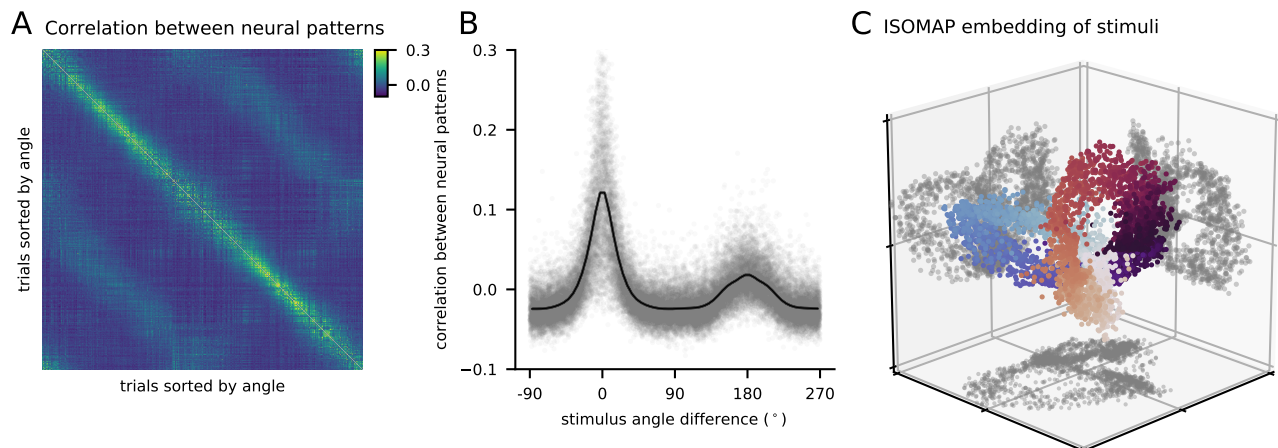 A Correlation between neural patterns
0.3
0.0
trials sorted by angle
trials sorted by angle
B
correlation between neural patterns
0.3
0.2
0.1
0.0
−0.1
-90 0 90 180 270
stimulus angle difference (°)
C ISOMAP embedding of stimuli